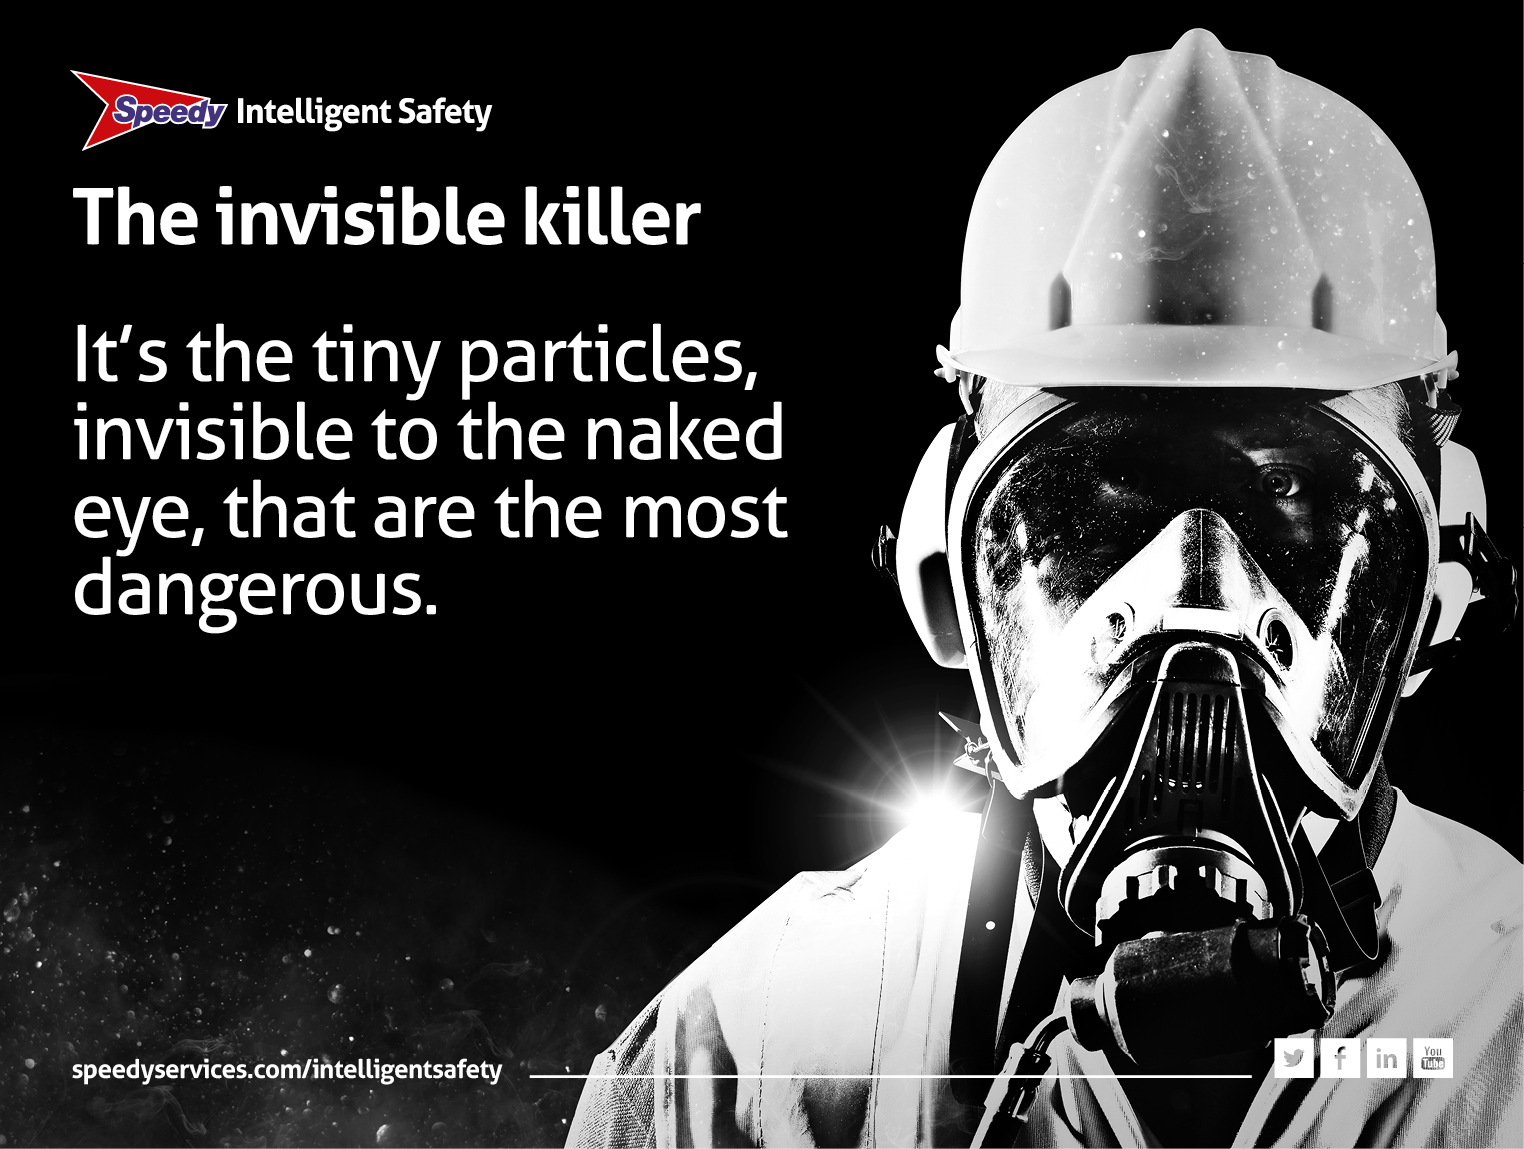 Speedy Intelligent Safety
The invisible killer
It‘s the tiny particles,
invisible to the naked
eye, that are the most
dangerous.
speedyservices.com/intelligentsafety
f
in
You
Tube